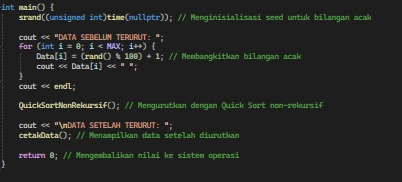 int main() {
srand((unsigned int)time(nullptr)); // Menginisialisasi seed untuk bilangan acak
cout << "DATA SEBELUM TERURUT: ";
for (int i = 0; i < MAX; i++) {
Data[i] = (rand() % 100) + 1; // Membangkitkan bilangan acak
cout << Data[i] << " ";
}
cout << endl;
QuickSortNonRekursif(); // Mengurutkan dengan Quick Sort non-rekursif
cout << "\nDATA SETELAH TERURUT: ";
cetakData(); // Menampilkan data setelah diurutkan
return 0; // Mengembalikan nilai ke sistem operasi
}